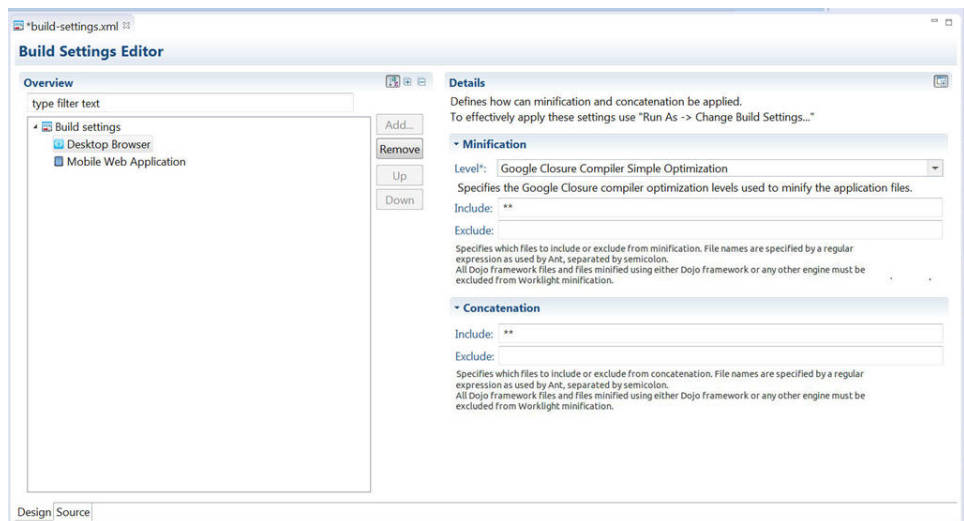 *build-settings.xml
Build Settings Editor
Overview
type filter text
Build settings
Desktop Browser
Mobile Web Application
Add...
Remove
Up
Down
Details
Defines how can minification and concatenation be applied.
To effectively apply these settings use "Run As -> Change Build Settings..."
Minification
Level*: Google Closure Compiler Simple Optimization
Specifies the Google Closure compiler optimization levels used to minify the application files.
Include: **
Exclude:
Specifies which files to include or exclude from minification. File names are specified by a regular
expression as used by Ant, separated by semicolon.
All Dojo framework files and files minified using either Dojo framework or any other engine must be
excluded from Worklight minification.
Concatenation
Include: **
Exclude:
Specifies which files to include or exclude from concatenation. File names are specified by a regular
expression as used by Ant, separated by semicolon.
All Dojo framework files and files minified using either Dojo framework or any other engine must be
excluded from Worklight minification.
Design Source